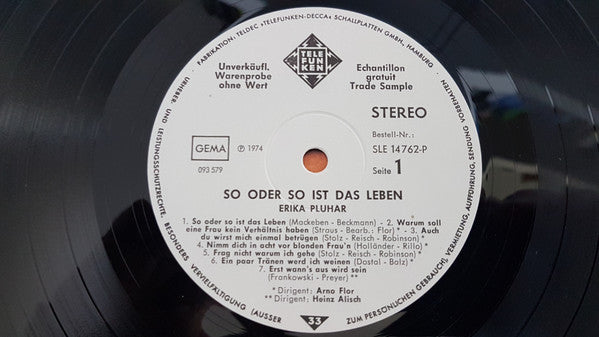 FABRIKATION: TELDEC »TELEFUNKEN-DECCA« SCHALLPLATTEN GMBH, HAMBURG • URHEBER- UND LEISTUNGSSCHUTZRECHTE, BESONDERS VERVIELFÄLTIGUNG (AUSSER ZUM PERSÖNLICHEN GEBRAUCH), VERMIETUNG, AUFFÜHRUNG, SENDUNG VORBEHALTEN
TELE
FUN
KEN
Unverkäufl.
Warenprobe
ohne Wert
Echantillon
gratuit
Trade Sample
STEREO
GEMA
℗ 1974
093 579
Bestell-Nr.:
SLE 14762-P
Seite 1
SO ODER SO IST DAS LEBEN
ERIKA PLUHAR
1. So oder so ist das Leben (Mackeben - Beckmann) - 2. Warum soll
eine Frau kein Verhältnis haben (Straus - Bearb.: Flor) * - 3. Auch
du wirst mich einmal betrügen (Stolz - Reisch - Robinson) *
4. Nimm dich in acht vor blonden Frau'n (Holländer - Rillo) *
5. Frag nicht warum ich gehe (Stolz - Reisch - Robinson) *
6. Ein paar Tränen werd ich weinen (Dostal - Balz) *
7. Erst wann's aus wird sein
(Frankowski - Preyer) **
* Dirigent: Arno Flor
** Dirigent: Heinz Alisch
33